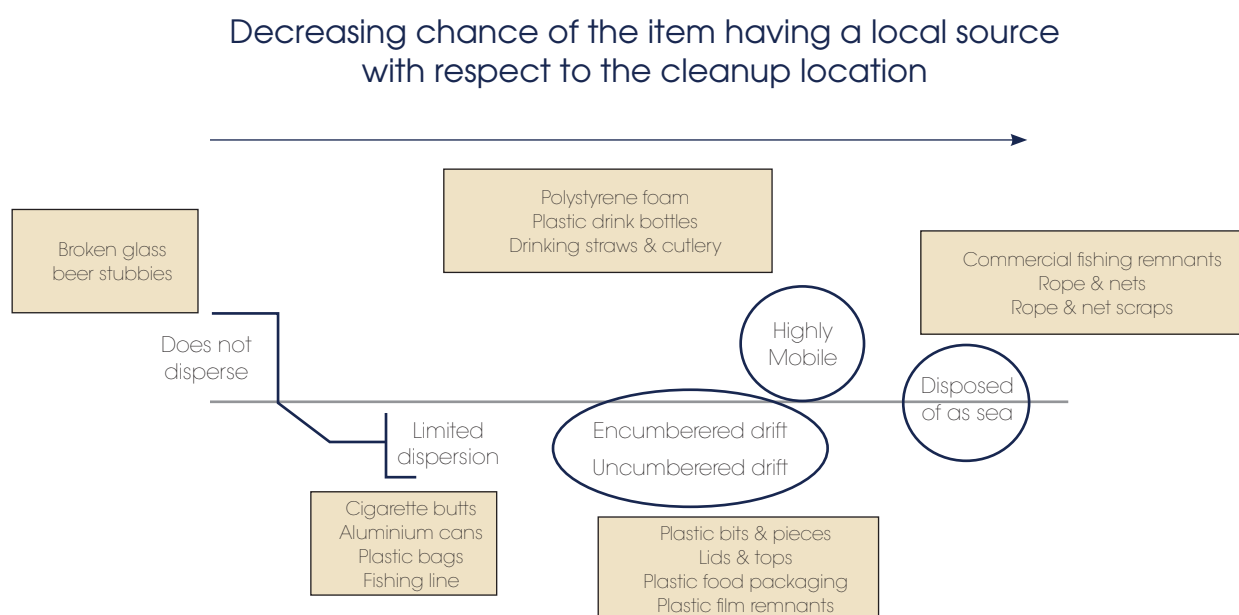 Decreasing chance of the item having a local source
with respect to the cleanup location
Broken glass
beer stubbies
Does not
disperse
Limited
dispersion
Cigarette butts
Aluminium cans
Plastic bags
Fishing line
Polystyrene foam
Plastic drink bottles
Drinking straws & cutlery
Encumberered drift
Uncumberered drift
Plastic bits & pieces
Lids & tops
Plastic food packaging
Plastic film remnants
Highly
Mobile
Commercial fishing remnants
Rope & nets
Rope & net scraps
Disposed
of as sea